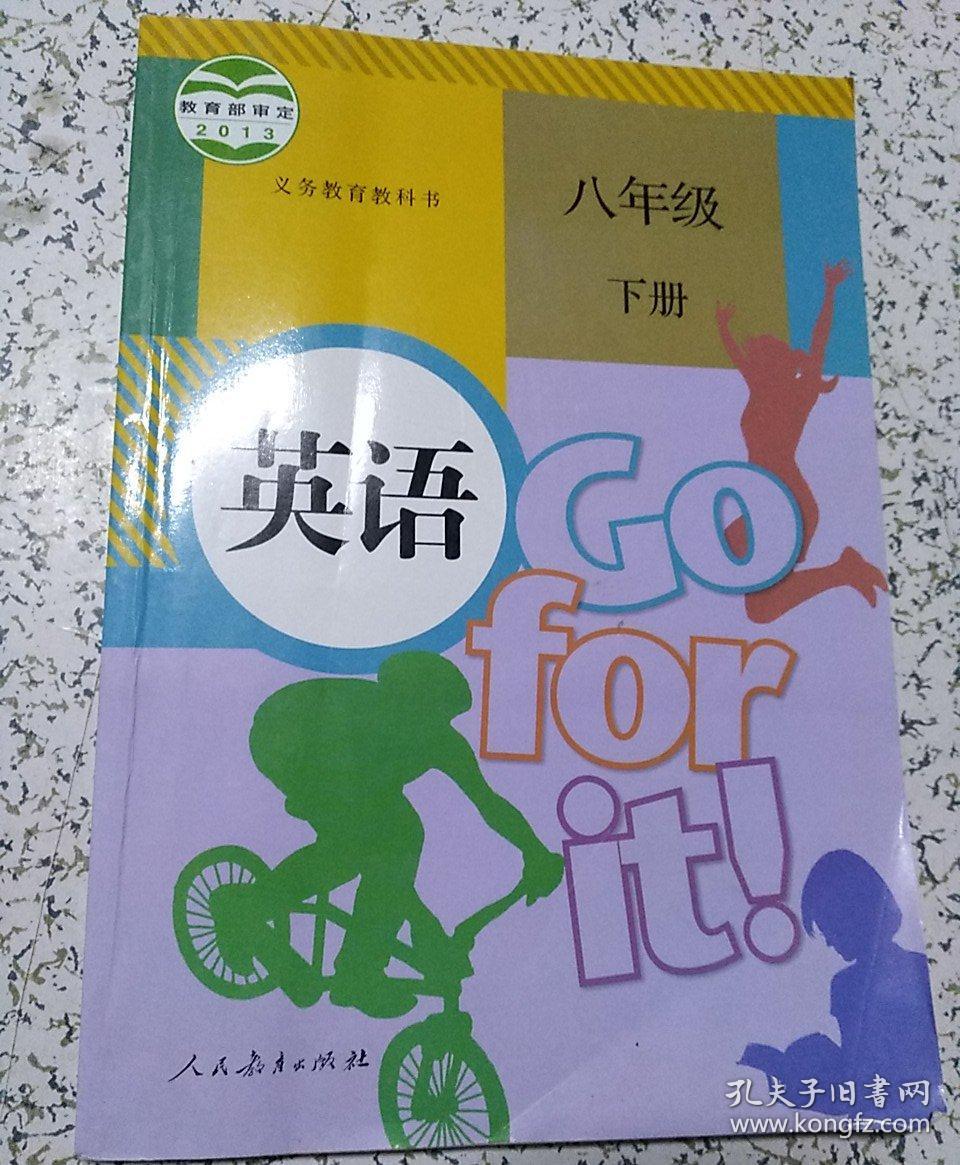 教育部审定
2013
义务教育教科书
八年级
下册
英语
Go
for
it!
人民教育出版社
孔夫子旧书网
www.kongfz.com